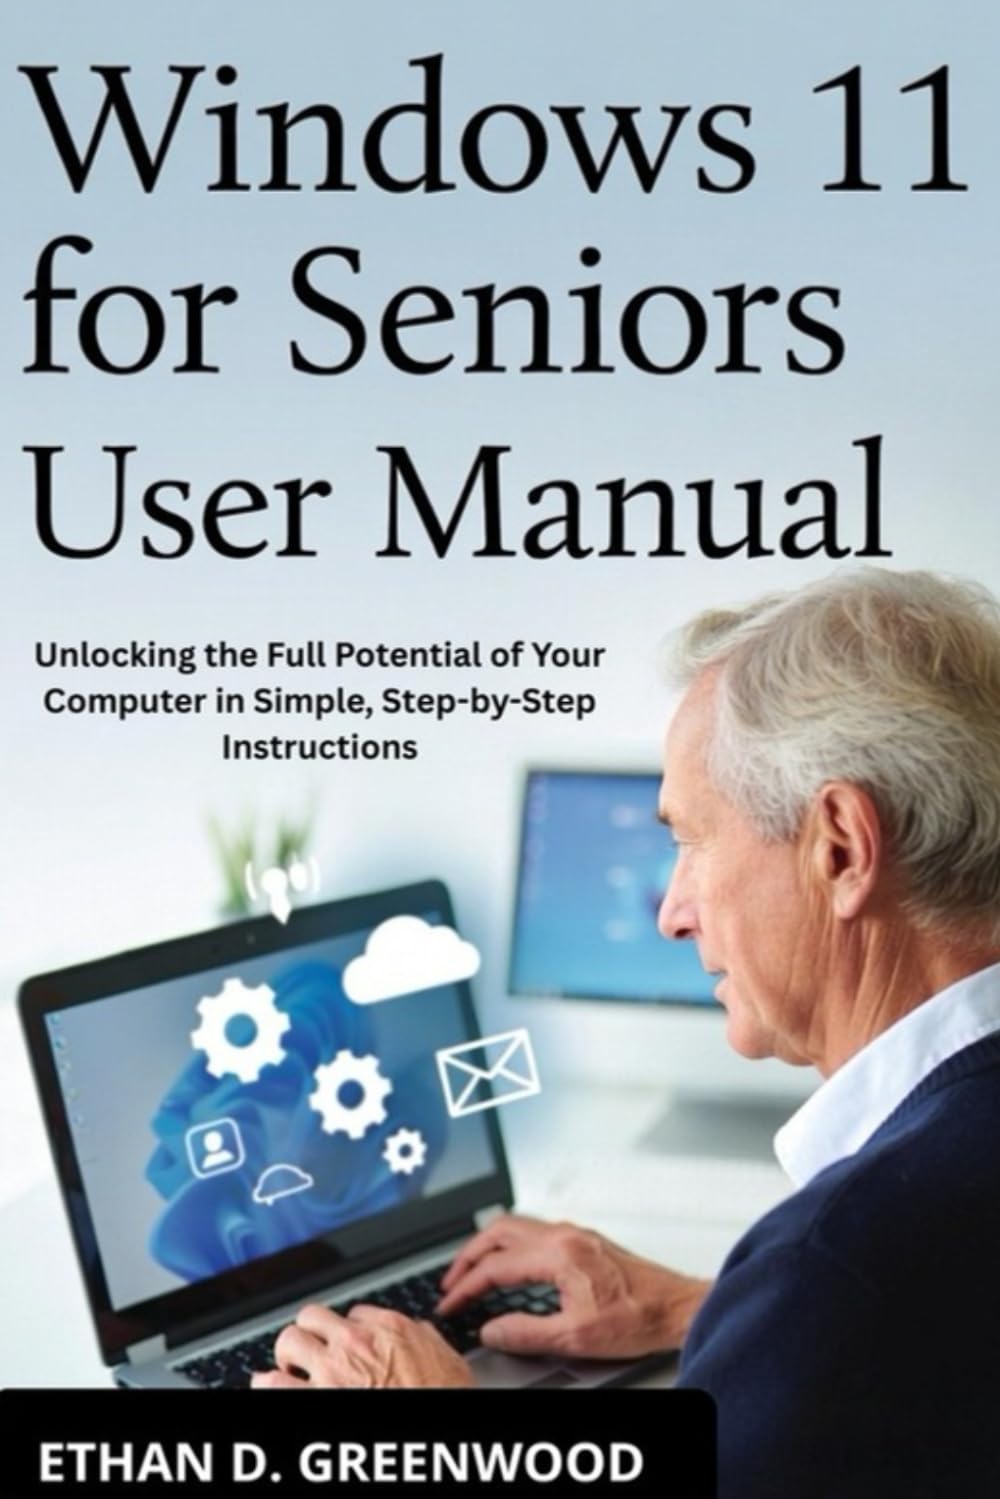 Windows 11
for Seniors
User Manual
Unlocking the Full Potential of Your
Computer in Simple, Step-by-Step
Instructions
ETHAN D. GREENWOOD